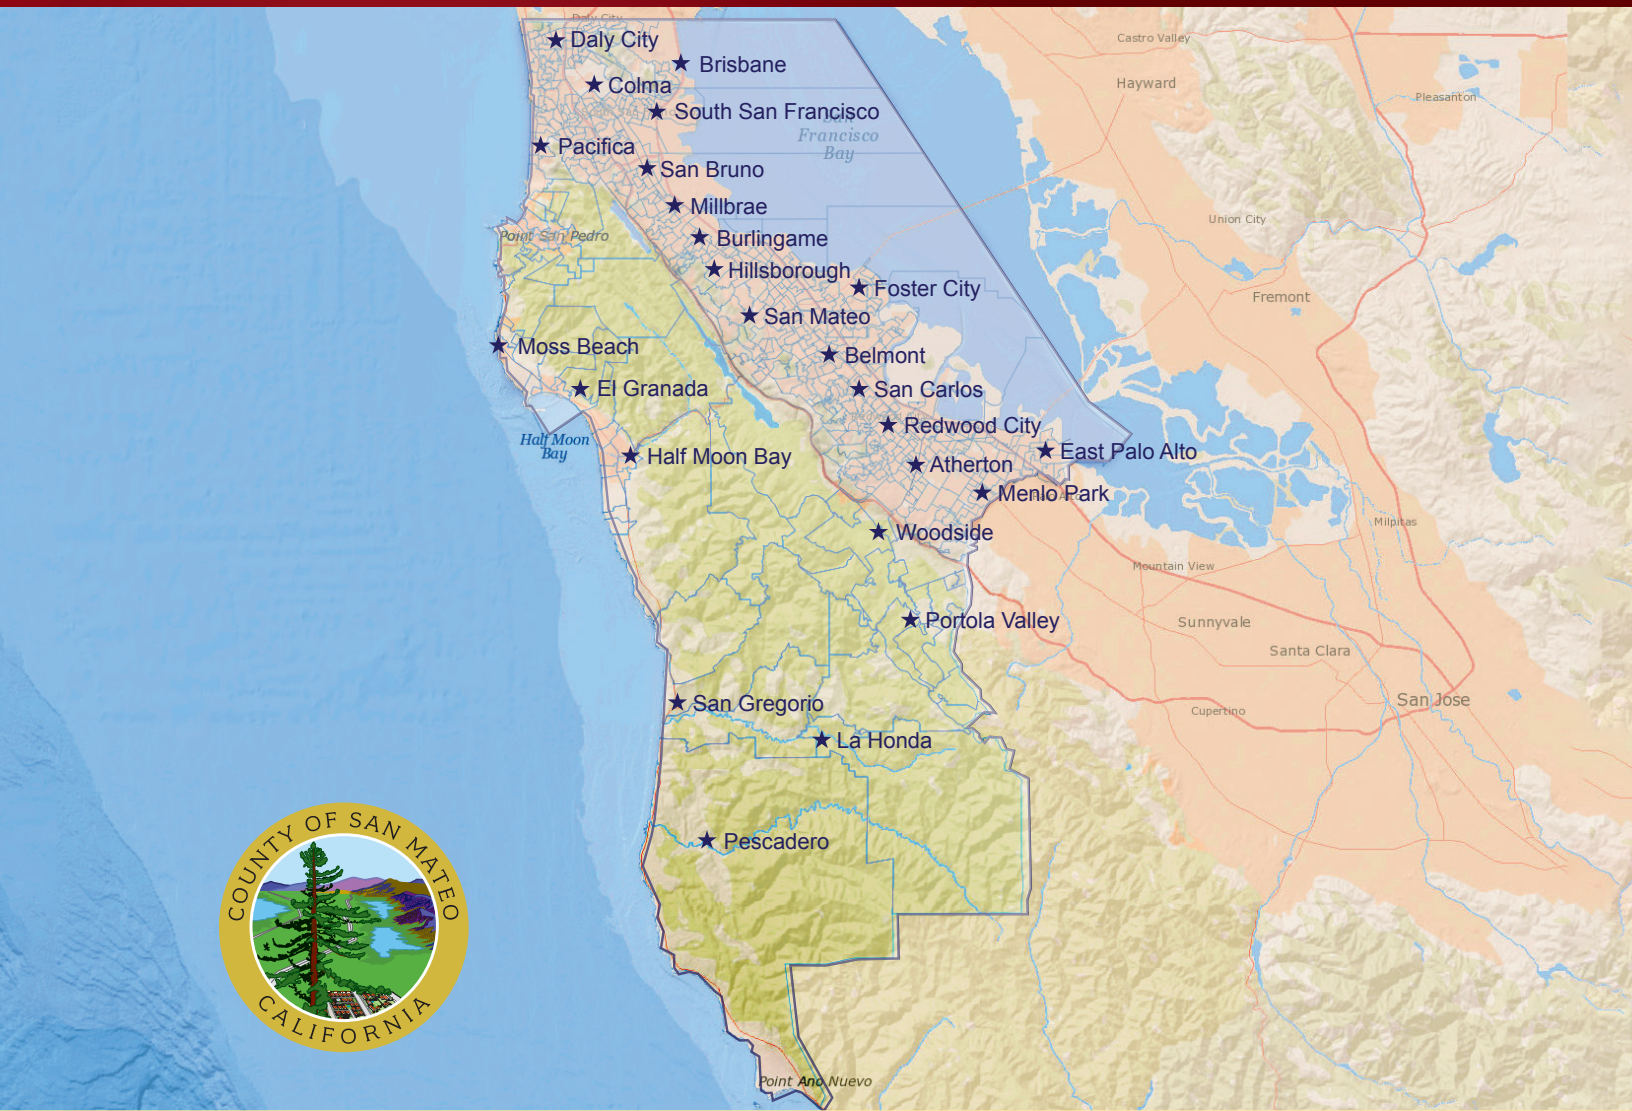 Daly City
Daly City
Castro Valley
Brisbane
Hayward
Colma
Pleasanton
South San Francisco
San
Francisco
Bay
Pacifica
San Bruno
Millbrae
Union City
Point San Pedro
Burlingame
Hillsborough
Foster City
Fremont
San Mateo
Moss Beach
Belmont
El Granada
San Carlos
Redwood City
Half Moon
Bay
Half Moon Bay
East Palo Alto
Atherton
Menlo Park
Milpitas
Woodside
Mountain View
Portola Valley
Sunnyvale
Santa Clara
San Gregorio
San Jose
Cupertino
La Honda
Pescadero
COUNTY OF SAN MATEO
CALIFORNIA
Point Ano Nuevo